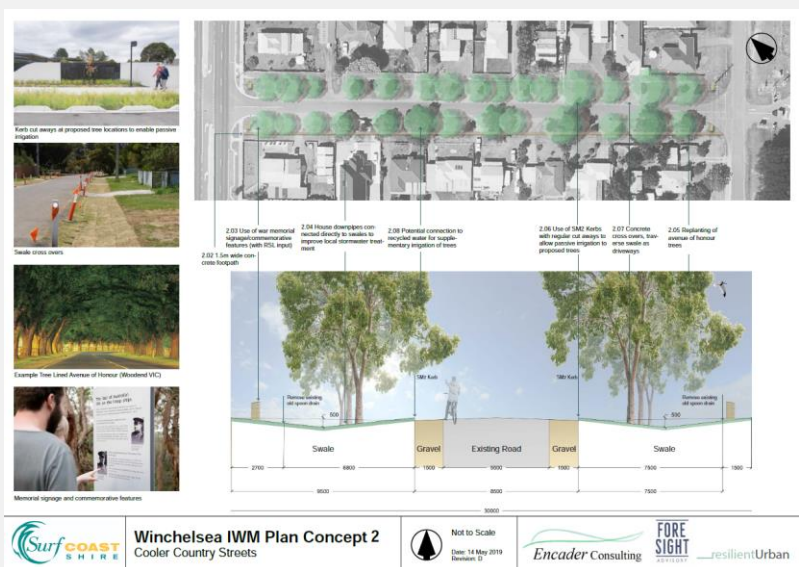 Kerb cut aways at proposed tree locations to enable passive
irrigation
Swale cross overs
Example Tree Lined Avenue of Honour (Woodend VIC)
Memorial signage and commemorative features
2.03 Use of war memorial
signage/commemorative
features (with RSL input)
2.02 1.5m wide con-
crete footpath
2.04 House downpipes con-
nected directly to swales to
improve local stormwater treat-
ment
2.08 Potential connection to
recycled water for supple-
mentary irrigation of trees
2.06 Use of SM2 Kerbs
with regular cut aways to
allow passive irrigation to
proposed trees
2.07 Concrete
cross overs, trav-
erse swale as
driveways
2.05 Replanting of
avenue of honour
trees
Remove existing
old spoon drain
500
SM2 Kerb
SM2 Kerb
Remove existing
old spoon drain
500
Swale
Gravel
Existing Road
Gravel
Swale
2700
6800
1500
5500
1500
7500
1500
9500
8500
7500
30000
Surf COAST
SHIRE
Winchelsea IWM Plan Concept 2
Cooler Country Streets
Not to Scale
Date: 14 May 2019
Revision: D
Encader Consulting
FORE
SIGHT
ADVISORY
resilientUrban